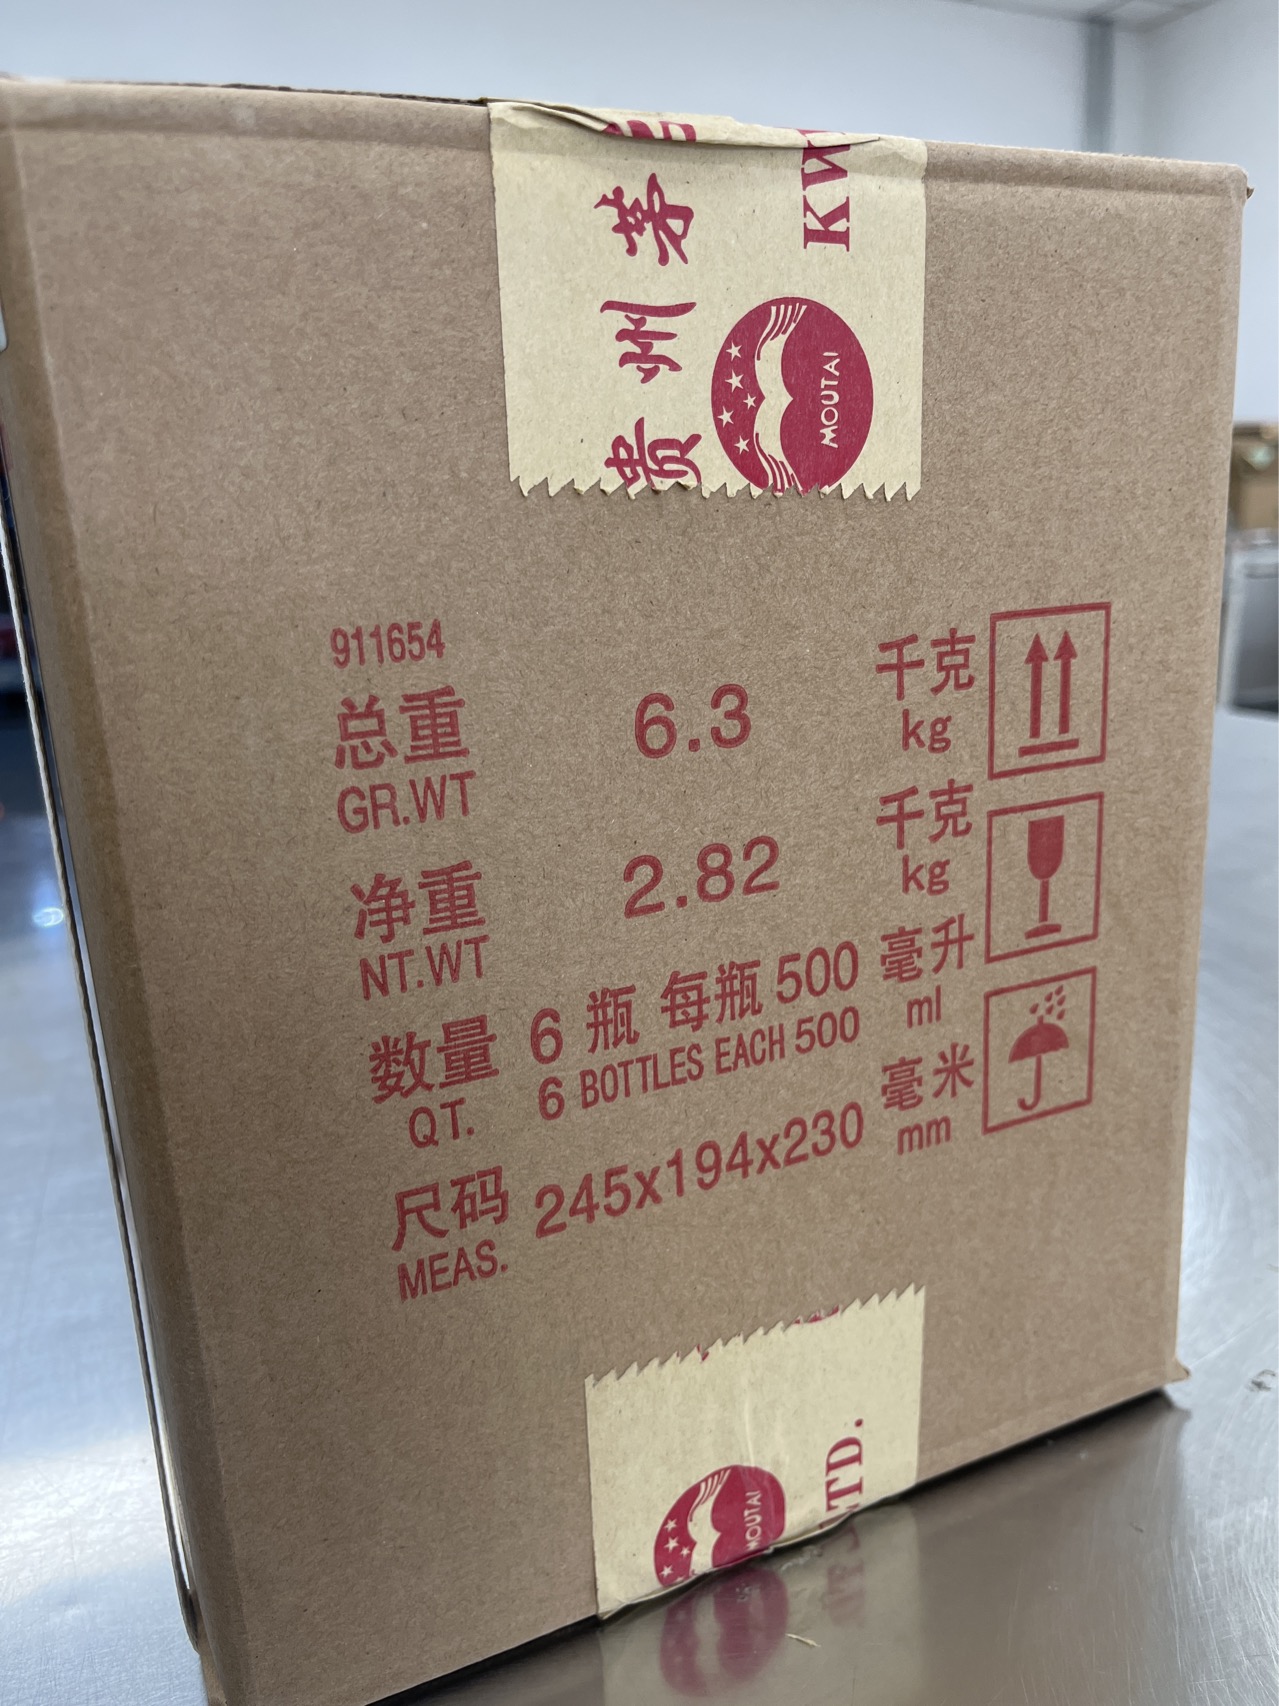 贵州茅
KW
MOUTAI
911654
总重 6.3 千克
GR.WT kg
净重 2.82 千克
NT.WT kg
数量 6 瓶 每瓶 500 毫升
QT. 6 BOTTLES EACH 500 ml
尺码 245x194x230 毫米
MEAS. mm
MOUTAI
LTD.